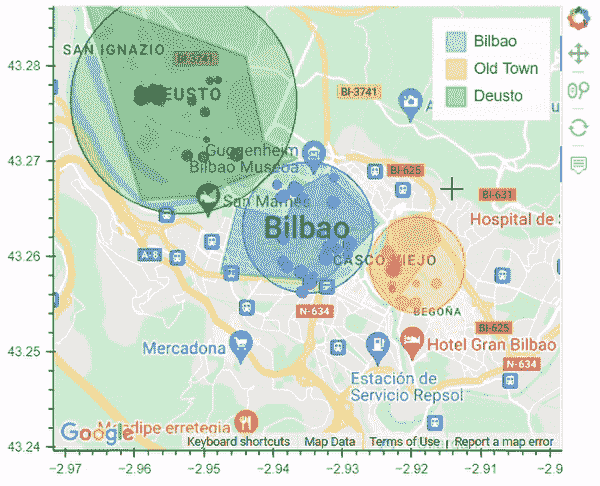 SAN IGNAZIO
BI-3741
DEUSTO
Bilbao
Old Town
Deusto
BI-3741
Guggenheim
Bilbao Museoa
San Mamés
BI-625
BI-631
Hospital de
Bilbao
CASCO VIEJO
A-8
N-634
BEGOÑA
BI-625
Hotel Gran Bilbao
N-634
Mercadona
Estación de
Servicio Repsol
Google
Mendipe erretegia
Keyboard shortcuts
Map Data
Terms of Use
Report a map error
43.28
43.27
43.26
43.25
43.24
−2.97
−2.96
−2.95
−2.94
−2.93
−2.92
−2.91
−2.9